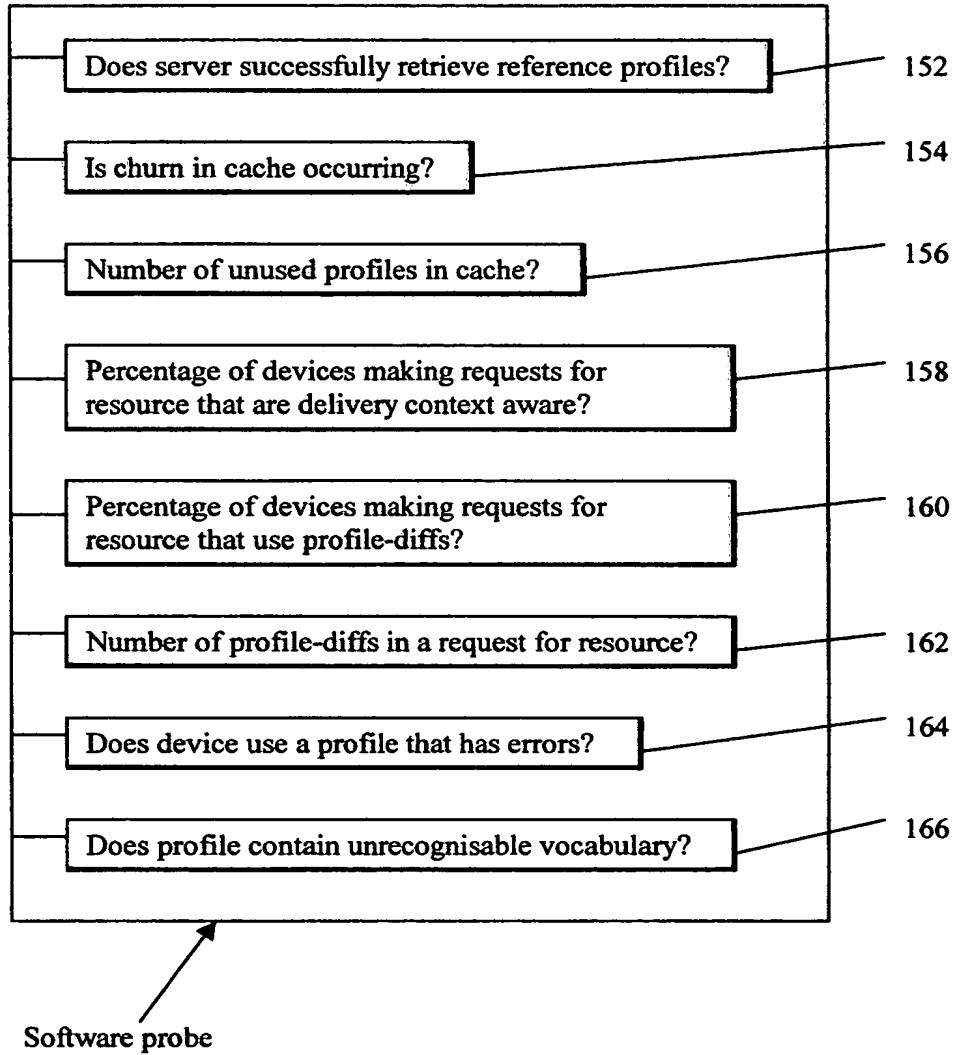 Does server successfully retrieve reference profiles?
152
Is churn in cache occurring?
154
Number of unused profiles in cache?
156
Percentage of devices making requests for
resource that are delivery context aware?
158
Percentage of devices making requests for
resource that use profile-diffs?
160
Number of profile-diffs in a request for resource?
162
Does device use a profile that has errors?
164
Does profile contain unrecognisable vocabulary?
166
Software probe